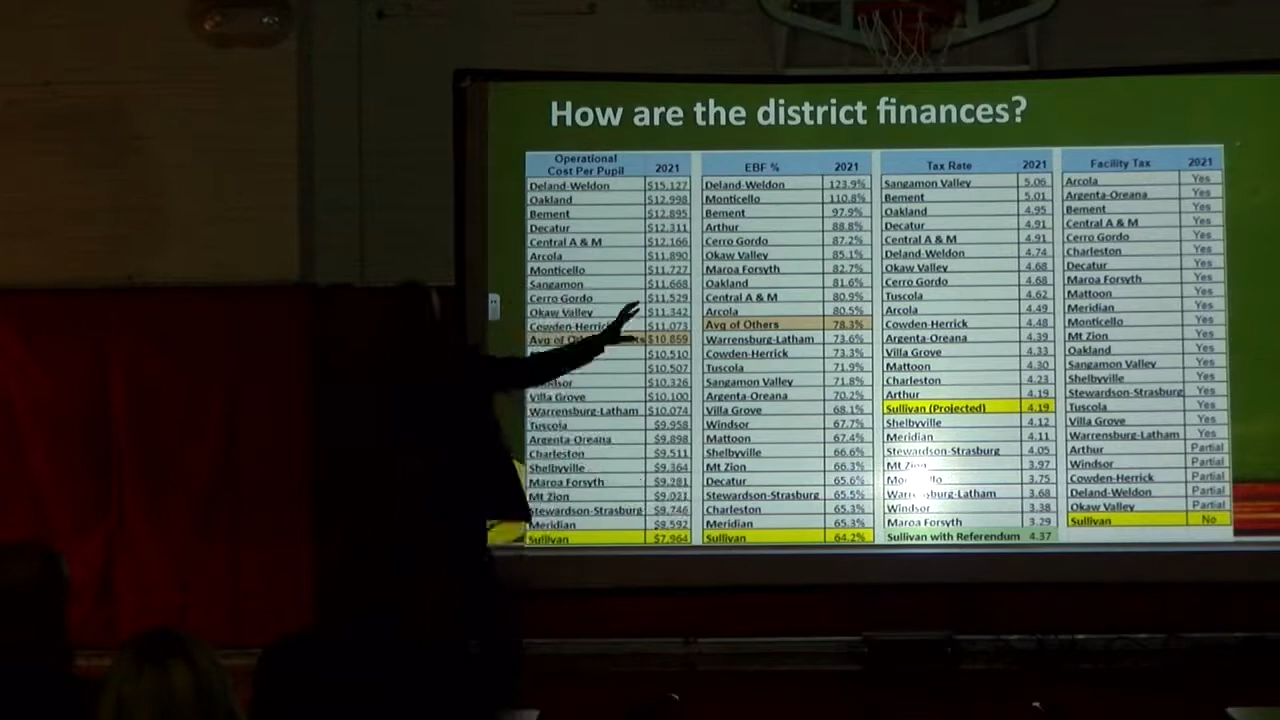 How are the district finances?
Operational Cost Per Pupil 2021
Deland-Weldon $15,127
Oakland $12,998
Bement $12,895
Decatur $12,311
Central A & M $12,166
Arcola $11,890
Monticello $11,727
Sangamon $11,668
Cerro Gordo $11,529
Okaw Valley $11,342
Cowden-Herrick $11,073
Avg of $10,859
$10,510
$10,507
$10,326
Villa Grove $10,100
Warrensburg-Latham $10,074
Tuscola $9,958
Argenta-Oreana $9,898
Charleston $9,511
Shelbyville $9,364
Maroa Forsyth $9,281
Mt Zion $9,021
Stewardson-Strasburg $9,746
Meridian $8,592
Sullivan $7,964
EBF % 2021
Deland-Weldon 123.9%
Monticello 110.8%
Bement 97.9%
Arthur 88.8%
Cerro Gordo 87.2%
Okaw Valley 85.1%
Maroa Forsyth 82.7%
Oakland 81.6%
Central A & M 80.9%
Arcola 80.5%
Avg of Others 78.3%
Warrensburg-Latham 73.6%
Cowden-Herrick 73.3%
Tuscola 71.9%
Sangamon Valley 71.8%
Argenta-Oreana 70.2%
Villa Grove 68.1%
Windsor 67.7%
Mattoon 67.4%
Shelbyville 66.6%
Mt Zion 66.3%
Decatur 65.6%
Stewardson-Strasburg 65.5%
Charleston 65.3%
Meridian 65.3%
Sullivan 64.2%
Tax Rate 2021
Sangamon Valley 5.06
Bement 5.01
Oakland 4.95
Decatur 4.91
Central A & M 4.91
Deland-Weldon 4.74
Okaw Valley 4.68
Cerro Gordo 4.68
Tuscola 4.62
Arcola 4.49
Cowden-Herrick 4.48
Argenta-Oreana 4.39
Villa Grove 4.33
Mattoon 4.30
Charleston 4.23
Arthur 4.19
Sullivan (Projected) 4.19
Shelbyville 4.12
Meridian 4.11
Stewardson-Strasburg 4.05
Mt Zion 3.97
3.75
3.68
Windsor 3.38
Maroa Forsyth 3.29
Sullivan with Referendum 4.37
Facility Tax 2021
Arcola Yes
Argenta-Oreana Yes
Bement Yes
Central A & M Yes
Cerro Gordo Yes
Charleston Yes
Decatur Yes
Maroa Forsyth Yes
Mattoon Yes
Meridian Yes
Monticello Yes
Mt Zion Yes
Oakland Yes
Sangamon Valley Yes
Shelbyville Yes
Stewardson-Strasburg Yes
Tuscola Yes
Villa Grove Yes
Warrensburg-Latham Yes
Arthur Partial
Windsor Partial
Cowden-Herrick Partial
Deland-Weldon Partial
Okaw Valley Partial
Sullivan No